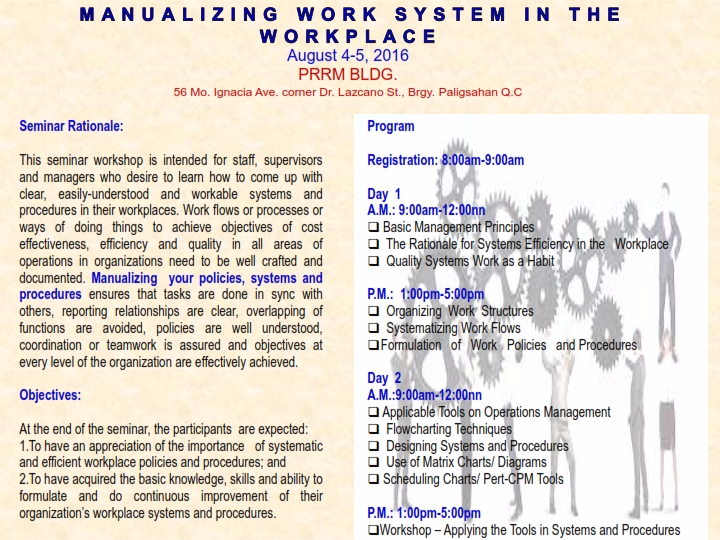 MANUALIZING WORK SYSTEM IN THE
WORKPLACE
August 4-5, 2016
PRRM BLDG.
56 Mo. Ignacia Ave. corner Dr. Lazcano St., Brgy. Paligsahan Q.C
Seminar Rationale:
This seminar workshop is intended for staff, supervisors
and managers who desire to learn how to come up with
clear, easily-understood and workable systems and
procedures in their workplaces. Work flows or processes or
ways of doing things to achieve objectives of cost
effectiveness, efficiency and quality in all areas of
operations in organizations need to be well crafted and
documented. Manualizing your policies, systems and
procedures ensures that tasks are done in sync with
others, reporting relationships are clear, overlapping of
functions are avoided, policies are well understood,
coordination or teamwork is assured and objectives at
every level of the organization are effectively achieved.
Objectives:
At the end of the seminar, the participants are expected:
1.To have an appreciation of the importance of systematic
and efficient workplace policies and procedures; and
2.To have acquired the basic knowledge, skills and ability to
formulate and do continuous improvement of their
organization’s workplace systems and procedures.
Program
Registration: 8:00am-9:00am
Day 1
A.M.: 9:00am-12:00nn
❑ Basic Management Principles
❑ The Rationale for Systems Efficiency in the Workplace
❑ Quality Systems Work as a Habit
P.M.: 1:00pm-5:00pm
❑ Organizing Work Structures
❑ Systematizing Work Flows
❑Formulation of Work Policies and Procedures
Day 2
A.M.:9:00am-12:00nn
❑ Applicable Tools on Operations Management
❑ Flowcharting Techniques
❑ Designing Systems and Procedures
❑ Use of Matrix Charts/ Diagrams
❑ Scheduling Charts/ Pert-CPM Tools
P.M.: 1:00pm-5:00pm
❑Workshop – Applying the Tools in Systems and Procedures